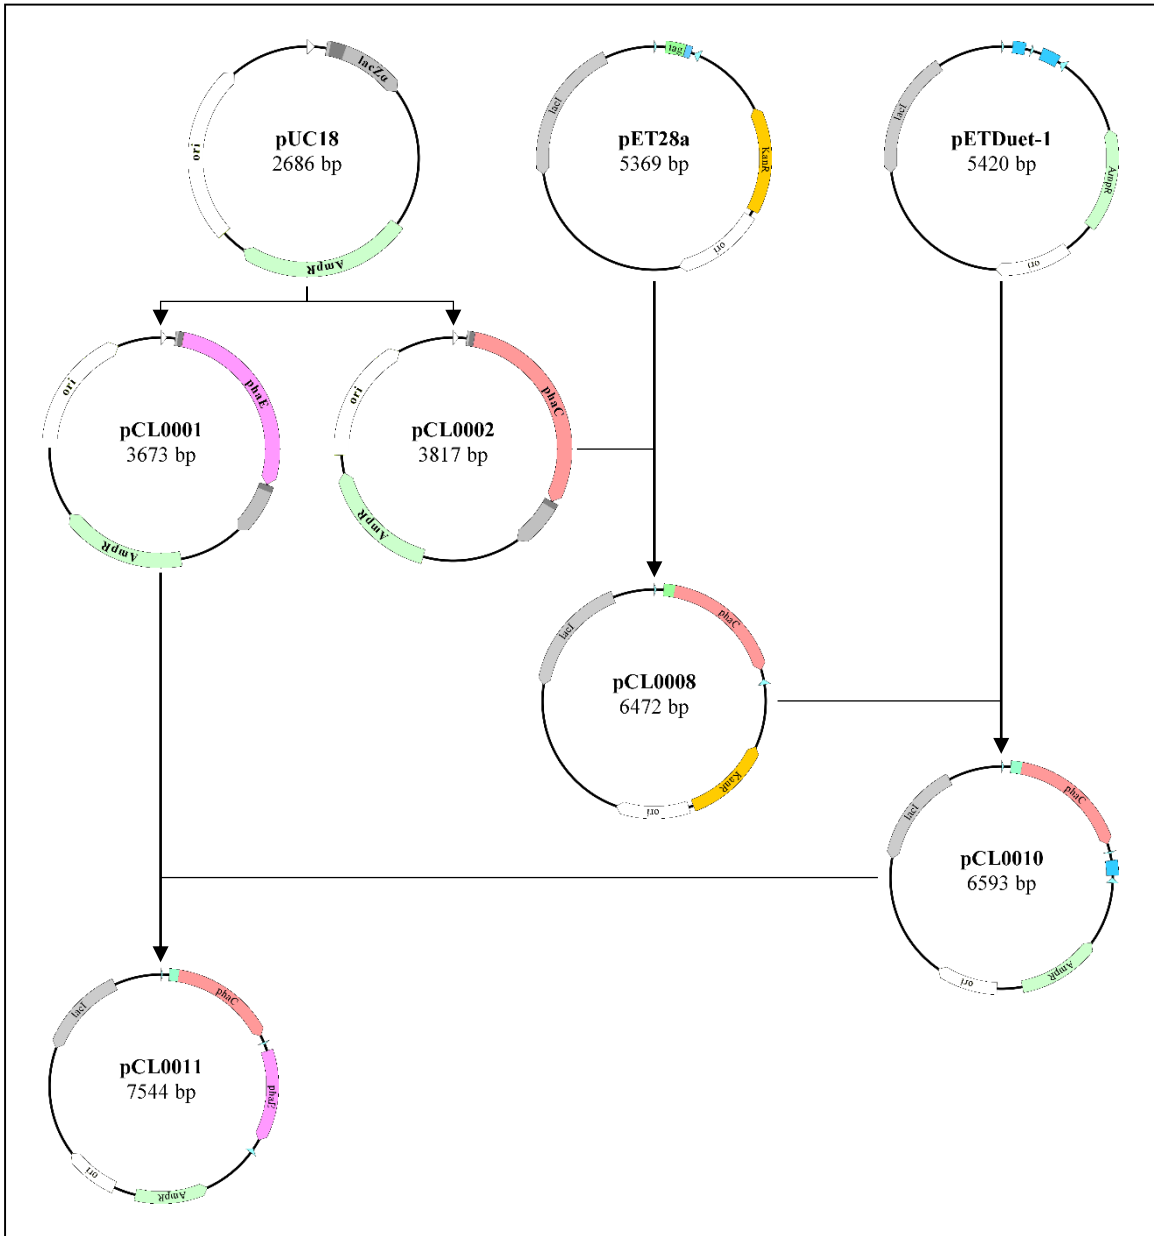 lacZα
ori
pUC18
2686 bp
AmpR
tag
lacI
pET28a
5369 bp
KanR
ori
lacI
pETDuet-1
5420 bp
AmpR
ori
ori
phaE
pCL0001
3673 bp
AmpR
ori
phaC
pCL0002
3817 bp
AmpR
lacI
phaC
pCL0008
6472 bp
KanR
ori
lacI
phaC
pCL0010
6593 bp
AmpR
ori
lacI
phaC
pCL0011
7544 bp
phaE
ori
AmpR